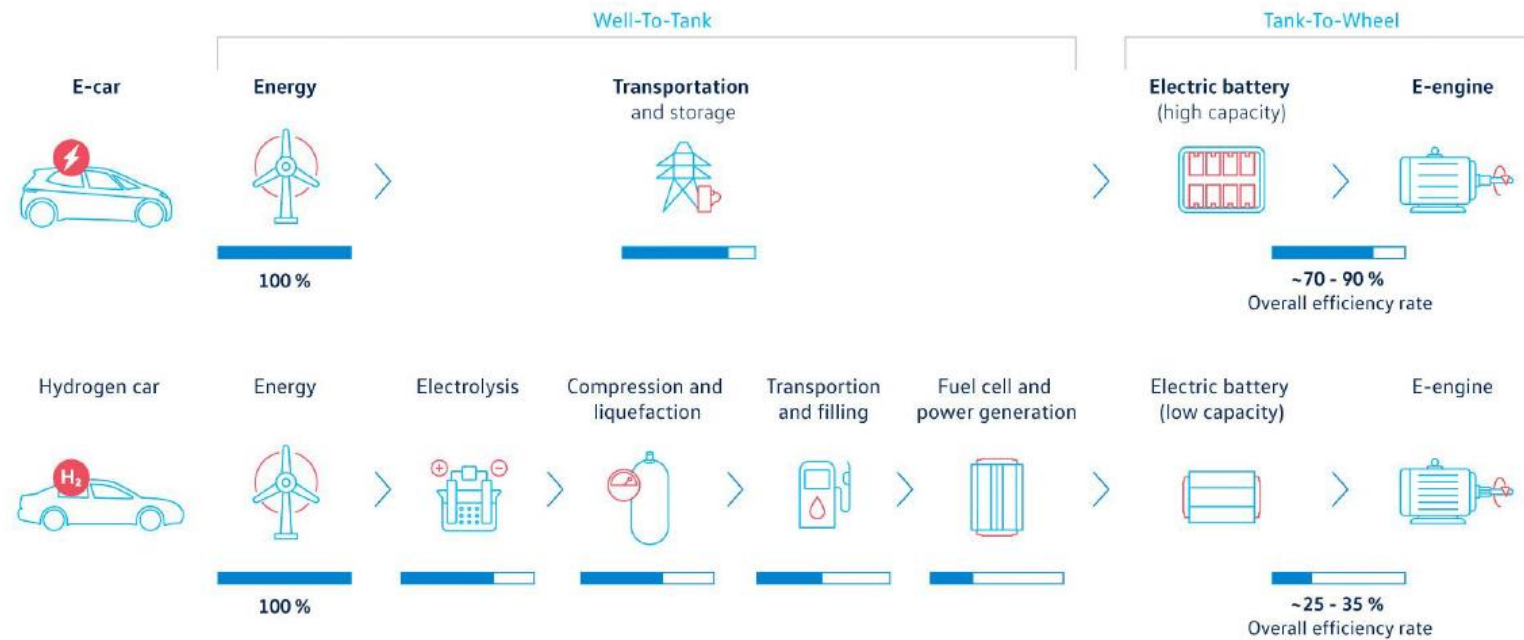 Well-To-Tank
Tank-To-Wheel
E-car
Energy
Transportation
and storage
Electric battery
(high capacity)
E-engine
100 %
~70 - 90 %
Overall efficiency rate
Hydrogen car
Energy
Electrolysis
Compression and
liquefaction
Transportion
and filling
Fuel cell and
power generation
Electric battery
(low capacity)
E-engine
H₂
100 %
~25 - 35 %
Overall efficiency rate